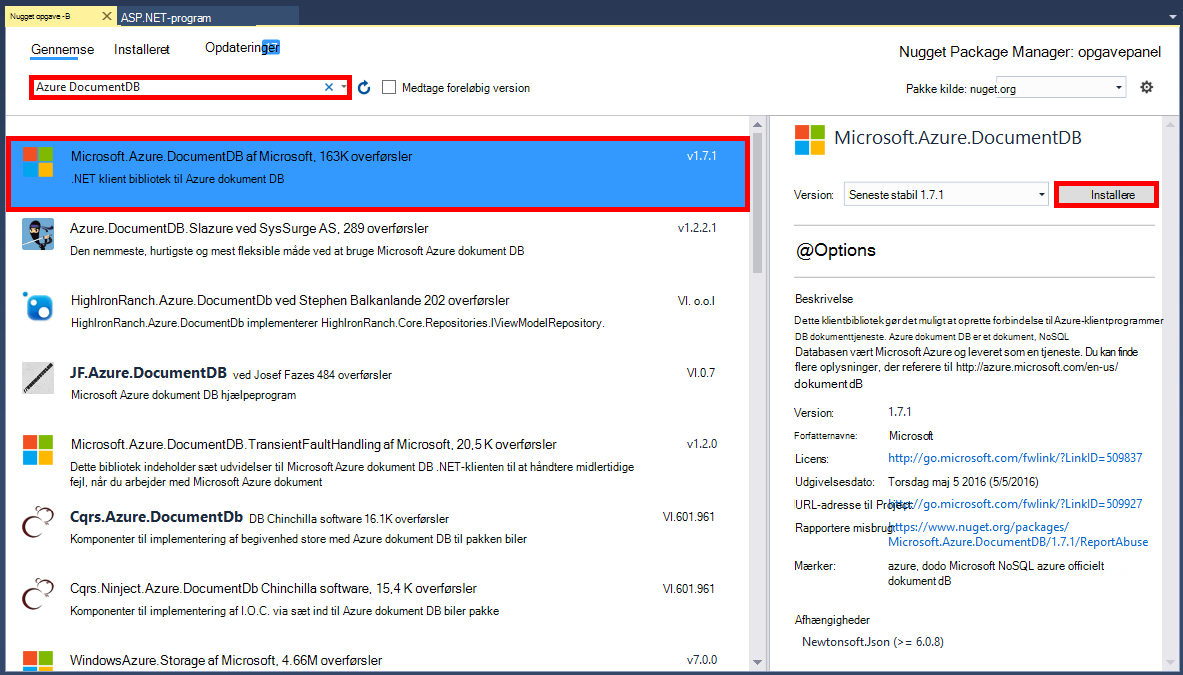 Nugget opgave -B
ASP.NET-program
Gennemse
Installeret
Opdateringer
Nugget Package Manager: opgavepanel
Azure DocumentDB
Medtage foreløbig version
Pakke kilde: nuget.org
Microsoft.Azure.DocumentDB af Microsoft, 163K overførsler
v1.7.1
.NET klient bibliotek til Azure dokument DB
Azure.DocumentDB.Slazure ved SysSurge AS, 289 overførsler
v1.2.2.1
Den nemmeste, hurtigste og mest fleksible måde ved at bruge Microsoft Azure dokument DB
HighIronRanch.Azure.DocumentDb ved Stephen Balkanlande 202 overførsler
VI. o.o.l
HighIronRanch.Azure.DocumentDb implementerer HighIronRanch.Core.Repositories.IViewModelRepository.
JF.Azure.DocumentDB ved Josef Fazes 484 overførsler
VI.0.7
Microsoft Azure dokument DB hjælpeprogram
Microsoft.Azure.DocumentDB.TransientFaultHandling af Microsoft, 20,5 K overførsler
v1.2.0
Dette bibliotek indeholder sæt udvidelser til Microsoft Azure dokument DB .NET-klienten til at håndtere midlertidige
fejl, når du arbejder med Microsoft Azure dokument
Cqrs.Azure.DocumentDb DB Chinchilla software 16.1K overførsler
VI.601.961
Komponenter til implementering af begivenhed store med Azure dokument DB til pakken biler
Cqrs.Ninject.Azure.DocumentDb Chinchilla software, 15,4 K overførsler
VI.601.961
Komponenter til implementering af I.O.C. via sæt ind til Azure dokument DB biler pakke
WindowsAzure.Storage af Microsoft, 4.66M overførsler
v7.0.0
Microsoft.Azure.DocumentDB
Version:
Seneste stabil 1.7.1
Installere
@Options
Beskrivelse
Dette klientbibliotek gør det muligt at oprette forbindelse til Azure-klientprogrammer
DB dokumenttjeneste. Azure dokument DB er et dokument, NoSQL
Databasen vært Microsoft Azure og leveret som en tjeneste. Du kan finde
flere oplysninger, der referere til http://azure.microsoft.com/en-us/
dokument dB
Version: 1.7.1
Forfatternavne: Microsoft
Licens: http://go.microsoft.com/fwlink/?LinkID=509837
Udgivelsesdato: Torsdag maj 5 2016 (5/5/2016)
URL-adresse til Project: http://go.microsoft.com/fwlink/?LinkID=509927
Rapportere misbrug: https://www.nuget.org/packages/
Microsoft.Azure.DocumentDB/1.7.1/ReportAbuse
Mærker: azure, dodo Microsoft NoSQL azure officielt
dokument dB
Afhængigheder
Newtonsoft.Json (>= 6.0.8)